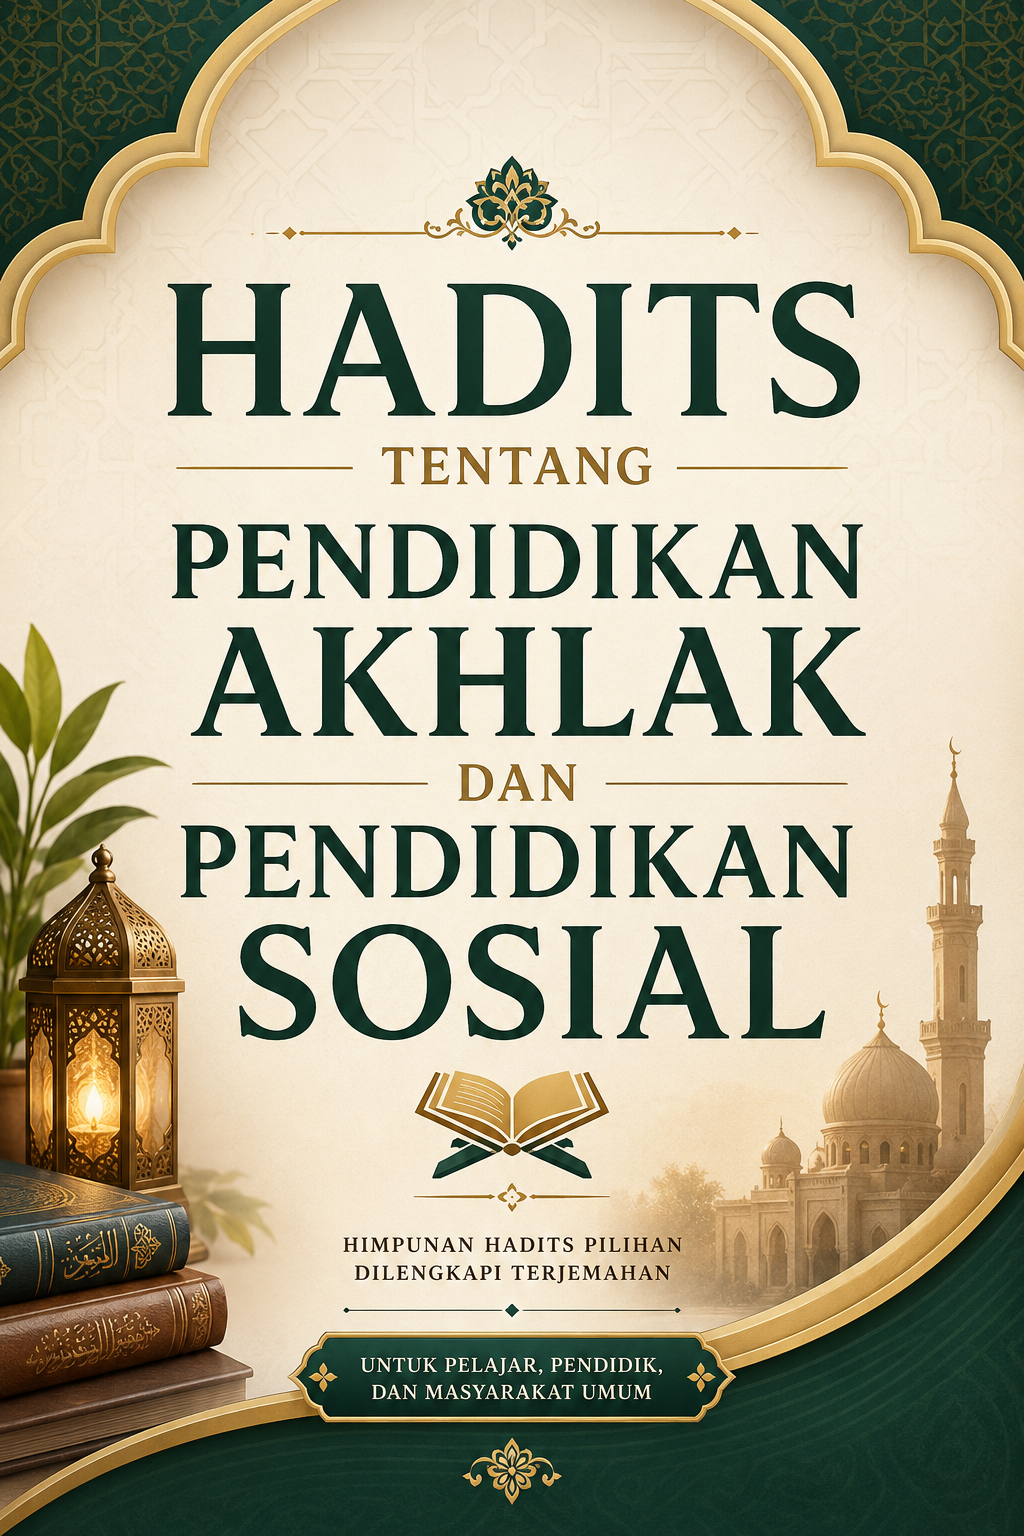 HADITS
TENTANG
PENDIDIKAN
AKHLAK
DAN
PENDIDIKAN
SOSIAL
HIMPUNAN HADITS PILIHAN
DILENGKAPI TERJEMAHAN
UNTUK PELAJAR, PENDIDIK,
DAN MASYARAKAT UMUM